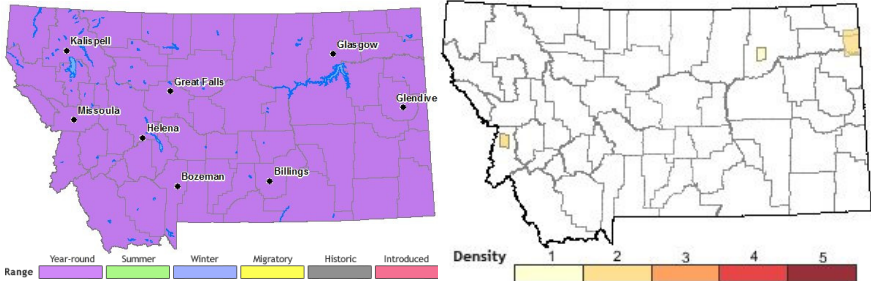 Kalispell
Glasgow
Great Falls
Glendive
Missoula
Helena
Bozeman
Billings
Range Year-round Summer Winter Migratory Historic Introduced
Density 1 2 3 4 5